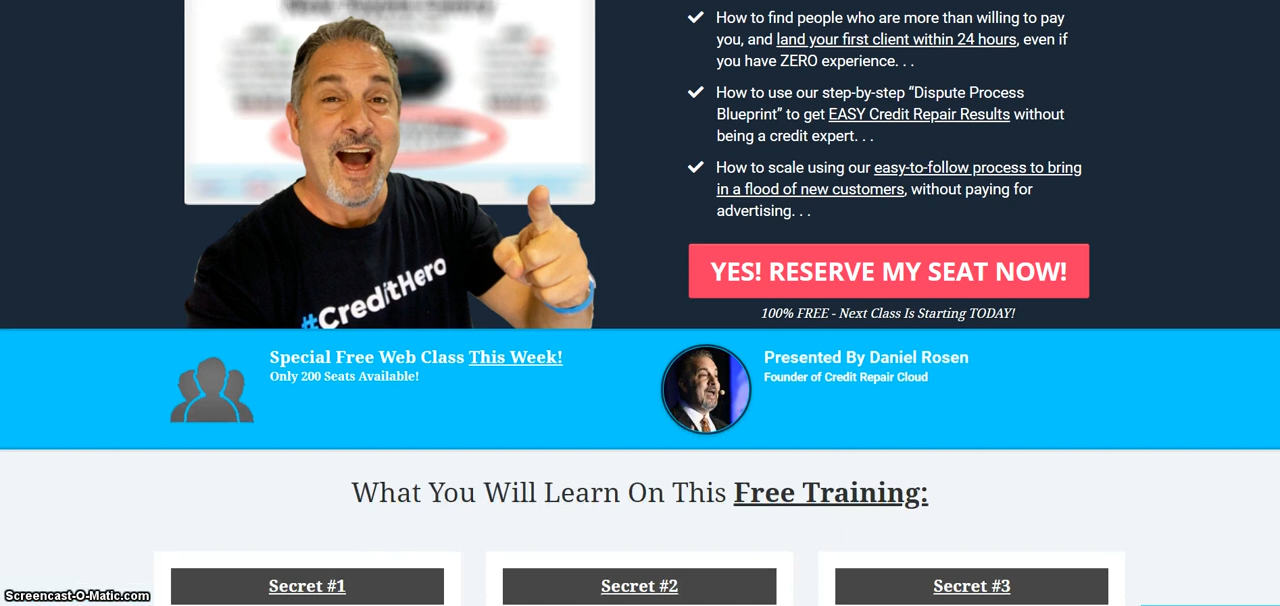 How to find people who are more than willing to pay
you, and land your first client within 24 hours, even if
you have ZERO experience. . .
How to use our step-by-step “Dispute Process
Blueprint” to get EASY Credit Repair Results without
being a credit expert. . .
How to scale using our easy-to-follow process to bring
in a flood of new customers, without paying for
advertising. . .
#CreditHero
YES! RESERVE MY SEAT NOW!
100% FREE - Next Class Is Starting TODAY!
Special Free Web Class This Week!
Only 200 Seats Available!
Presented By Daniel Rosen
Founder of Credit Repair Cloud
What You Will Learn On This Free Training:
Secret #1
Secret #2
Secret #3
Screencast-O-Matic.com